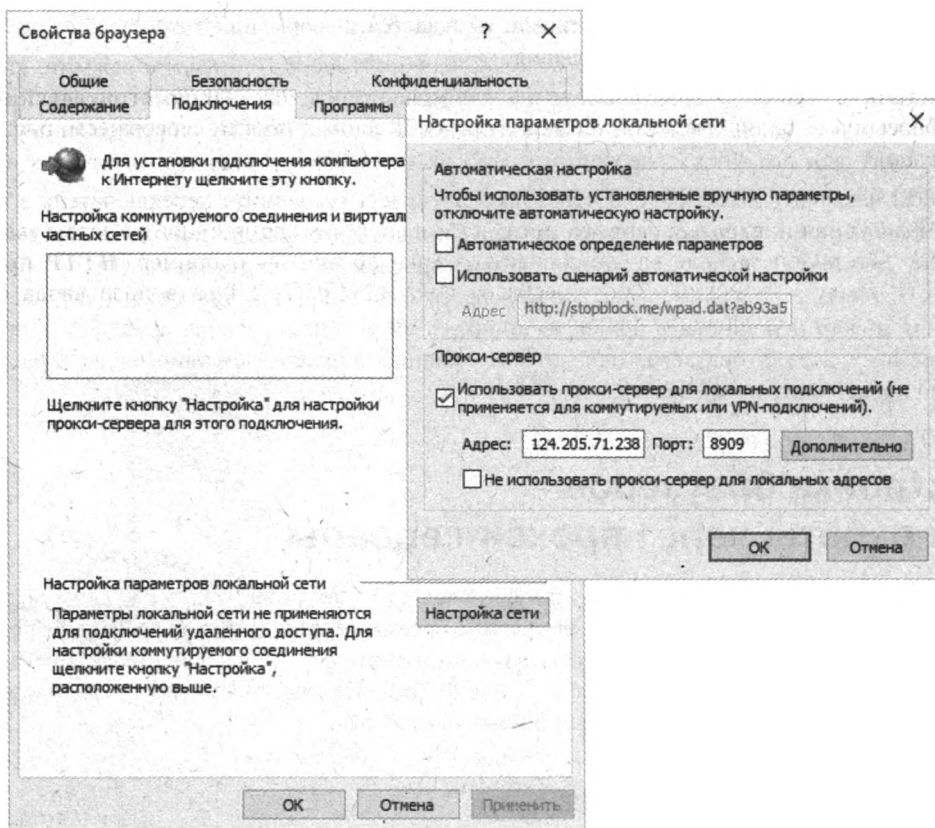 Свойства браузера
?
Общие
Безопасность
Конфиденциальность
Содержание
Подключения
Программы
Для установки подключения компьютера
к Интернету щелкните эту кнопку.
Настройка коммутируемого соединения и виртуал
частных сетей
Щелкните кнопку "Настройка" для настройки
прокси-сервера для этого подключения.
Настройка параметров локальной сети
Параметры локальной сети не применяются
для подключений удаленного доступа. Для
настройки коммутируемого соединения
щелкните кнопку "Настройка",
расположенную выше.
Настройка сети
ОК
Отмена
Применить
Настройка параметров локальной сети
Автоматическая настройка
Чтобы использовать установленные вручную параметры,
отключите автоматическую настройку.
Автоматическое определение параметров
Использовать сценарий автоматической настройки
Адрес
http://stopblock.me/wpad.dat?ab93a5
Прокси-сервер
Использовать прокси-сервер для локальных подключений (не
применяется для коммутируемых или VPN-подключений).
Адрес: 124.205.71.238 Порт: 8909 Дополнительно
Не использовать прокси-сервер для локальных адресов
ОК
Отмена